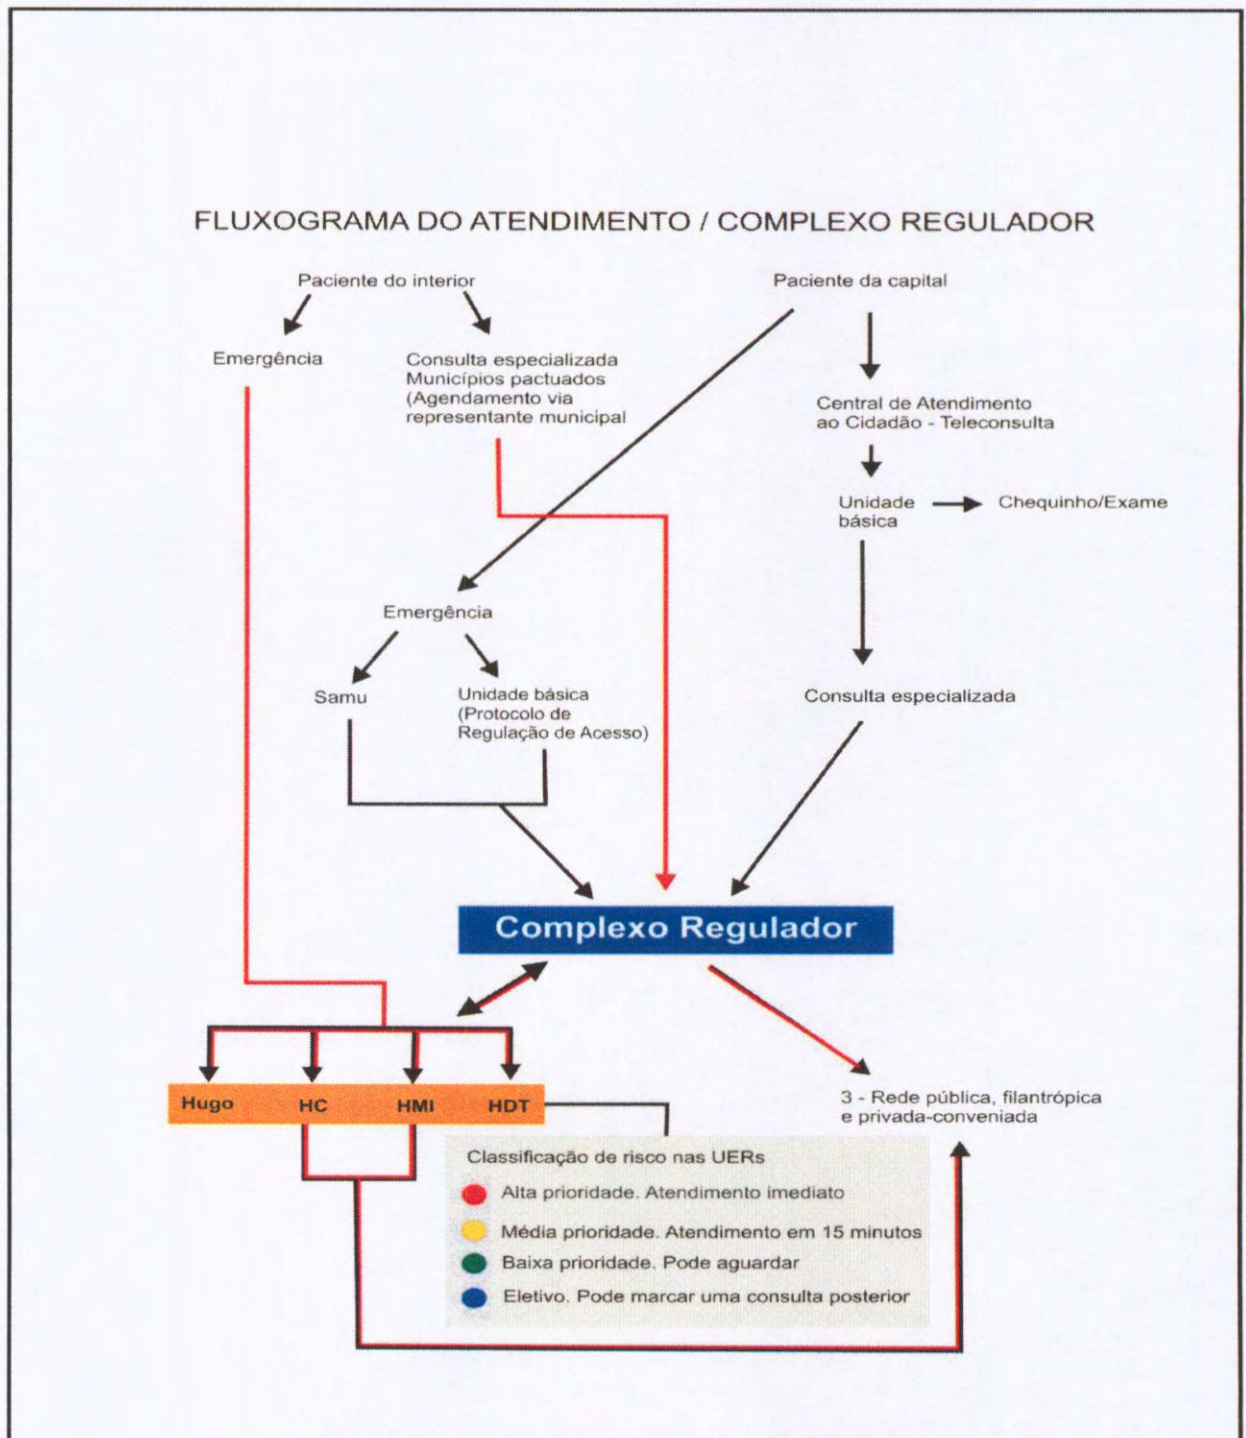 FLUXOGRAMA DO ATENDIMENTO / COMPLEXO REGULADOR
Paciente do interior
Paciente da capital
Emergência
Consulta especializada
Municípios pactuados
(Agendamento via
representante municipal
Central de Atendimento
ao Cidadão - Teleconsulta
Unidade
básica
Chequinho/Exame
Emergência
Samu
Unidade básica
(Protocolo de
Regulação de Acesso)
Consulta especializada
Complexo Regulador
Hugo HC HMI HDT
3 - Rede pública, filantrópica
e privada-conveniada
Classificação de risco nas UERs
Alta prioridade. Atendimento imediato
Média prioridade. Atendimento em 15 minutos
Baixa prioridade. Pode aguardar
Eletivo. Pode marcar uma consulta posterior